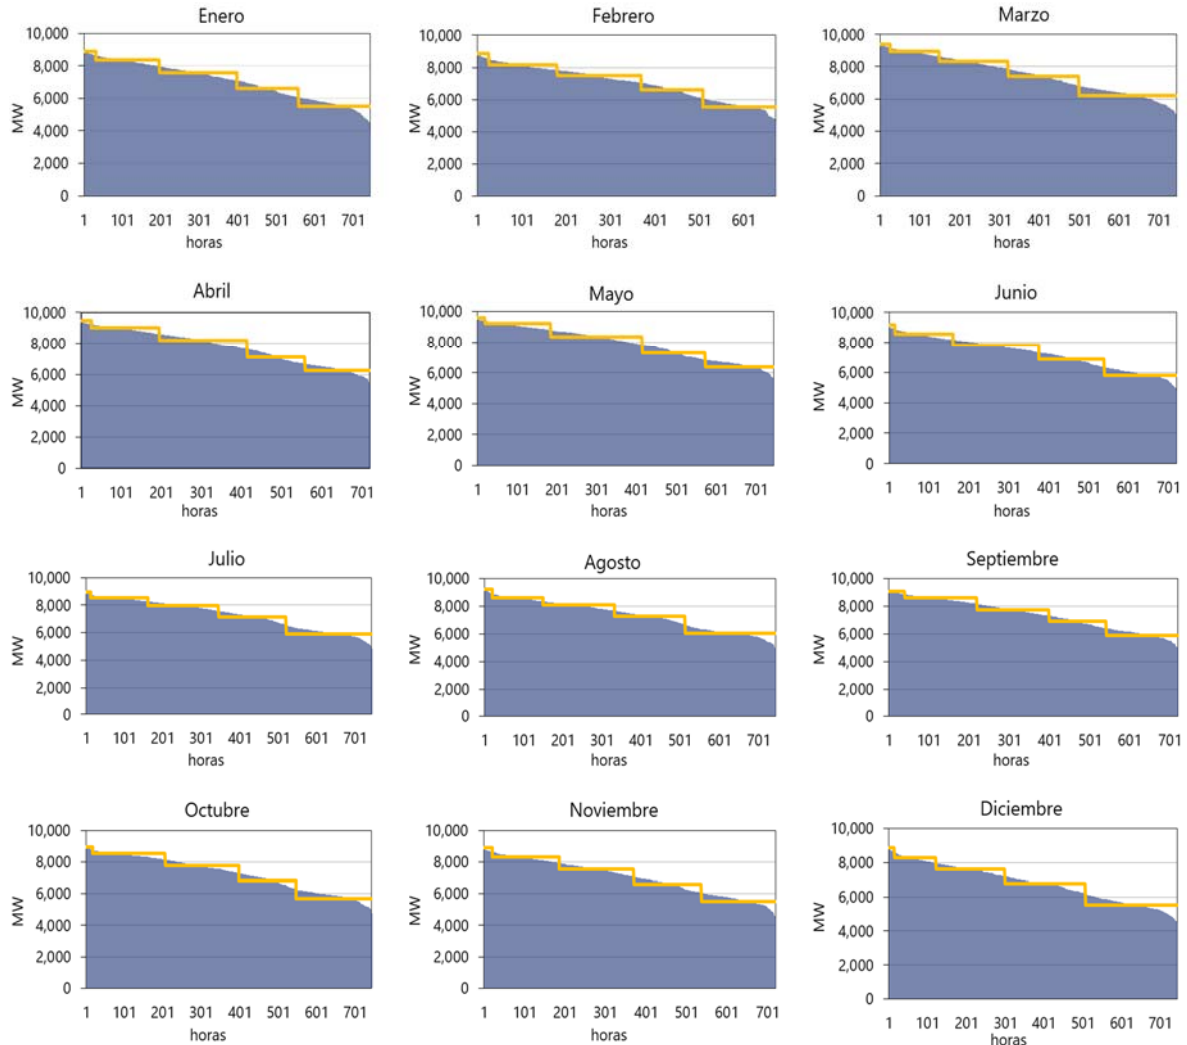 Enero
10,000
8,000
6,000
4,000
2,000
0
MW
1 101 201 301 401 501 601 701
horas
Febrero
10,000
8,000
6,000
4,000
2,000
0
MW
1 101 201 301 401 501 601
horas
Marzo
10,000
8,000
6,000
4,000
2,000
0
MW
1 101 201 301 401 501 601 701
horas
Abril
10,000
8,000
6,000
4,000
2,000
0
MW
1 101 201 301 401 501 601 701
horas
Mayo
10,000
8,000
6,000
4,000
2,000
0
MW
1 101 201 301 401 501 601 701
horas
Junio
10,000
8,000
6,000
4,000
2,000
0
MW
1 101 201 301 401 501 601 701
horas
Julio
10,000
8,000
6,000
4,000
2,000
0
MW
1 101 201 301 401 501 601 701
horas
Agosto
10,000
8,000
6,000
4,000
2,000
0
MW
1 101 201 301 401 501 601 701
horas
Septiembre
10,000
8,000
6,000
4,000
2,000
0
MW
1 101 201 301 401 501 601 701
horas
Octubre
10,000
8,000
6,000
4,000
2,000
0
MW
1 101 201 301 401 501 601 701
horas
Noviembre
10,000
8,000
6,000
4,000
2,000
0
MW
1 101 201 301 401 501 601 701
horas
Diciembre
10,000
8,000
6,000
4,000
2,000
0
MW
1 101 201 301 401 501 601 701
horas